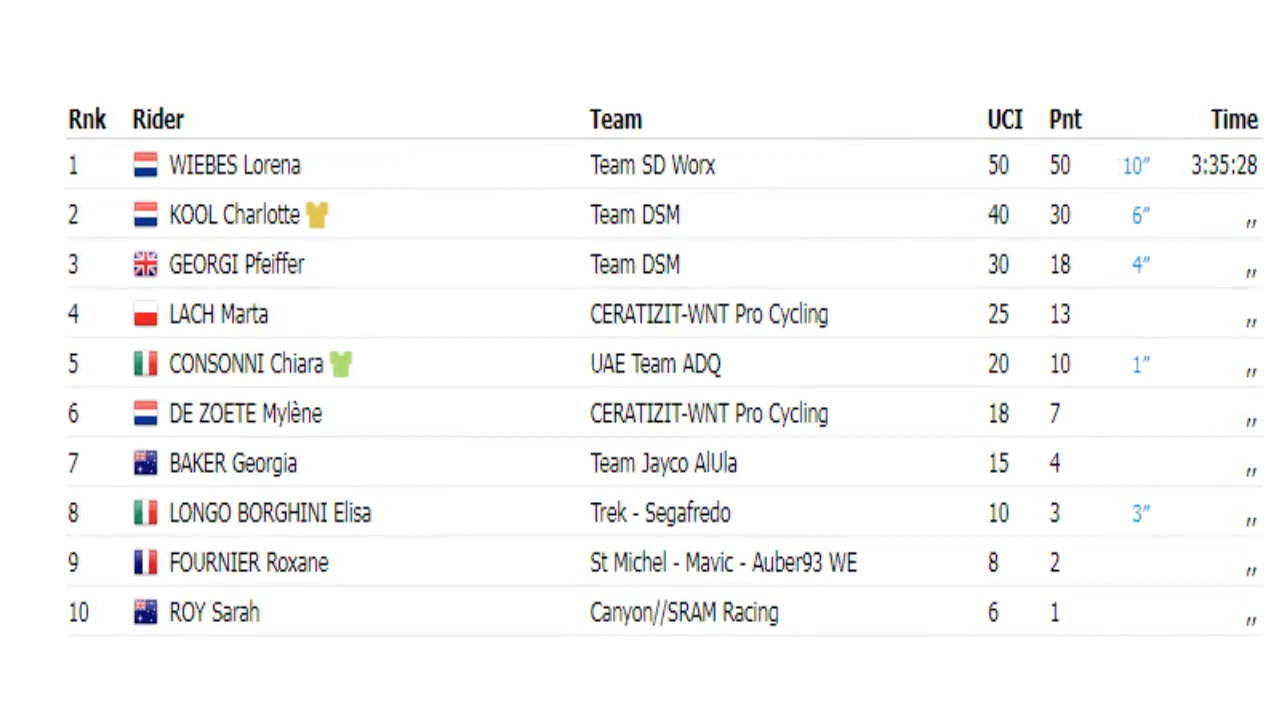 Rnk Rider Team UCI Pnt Time
1 WIEBES Lorena Team SD Worx 50 50 10″ 3:35:28
2 KOOL Charlotte Team DSM 40 30 6″ ,,
3 GEORGI Pfeiffer Team DSM 30 18 4″ ,,
4 LACH Marta CERATIZIT-WNT Pro Cycling 25 13 ,,
5 CONSONNI Chiara UAE Team ADQ 20 10 1″ ,,
6 DE ZOETE Mylène CERATIZIT-WNT Pro Cycling 18 7 ,,
7 BAKER Georgia Team Jayco AlUla 15 4 ,,
8 LONGO BORGHINI Elisa Trek - Segafredo 10 3 3″ ,,
9 FOURNIER Roxane St Michel - Mavic - Auber93 WE 8 2 ,,
10 ROY Sarah Canyon//SRAM Racing 6 1 ,,